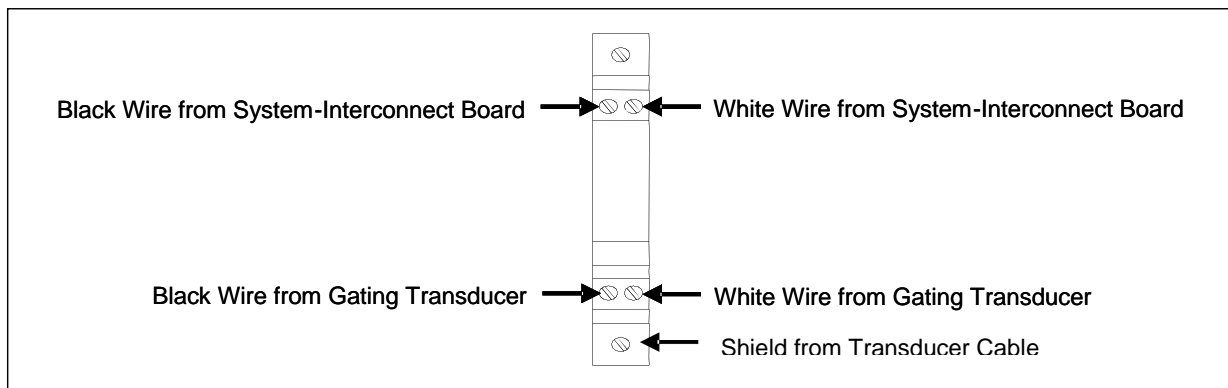 Black Wire from System-Interconnect Board
White Wire from System-Interconnect Board
Black Wire from Gating Transducer
White Wire from Gating Transducer
Shield from Transducer Cable